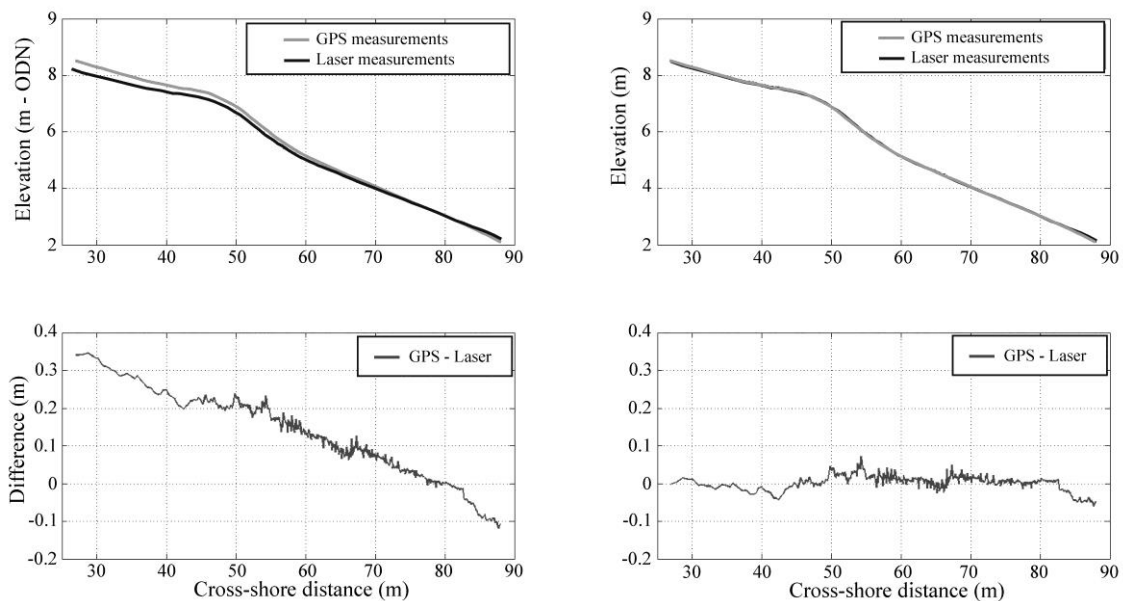 9
8
6
4
2
Elevation (m - ODN)
GPS measurements
Laser measurements
30 40 50 60 70 80 90
9
8
6
4
2
Elevation (m)
GPS measurements
Laser measurements
30 40 50 60 70 80 90
0.4
0.3
0.2
0.1
0
-0.1
-0.2
Difference (m)
GPS - Laser
30 40 50 60 70 80 90
Cross-shore distance (m)
0.4
0.3
0.2
0.1
0
-0.1
-0.2
GPS - Laser
30 40 50 60 70 80 90
Cross-shore distance (m)